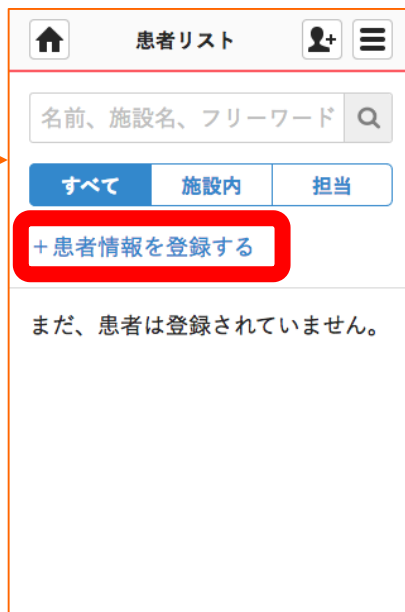 患者リスト
名前、施設名、フリーワード
すべて 施設内 担当
+患者情報を登録する
まだ、患者は登録されていません。